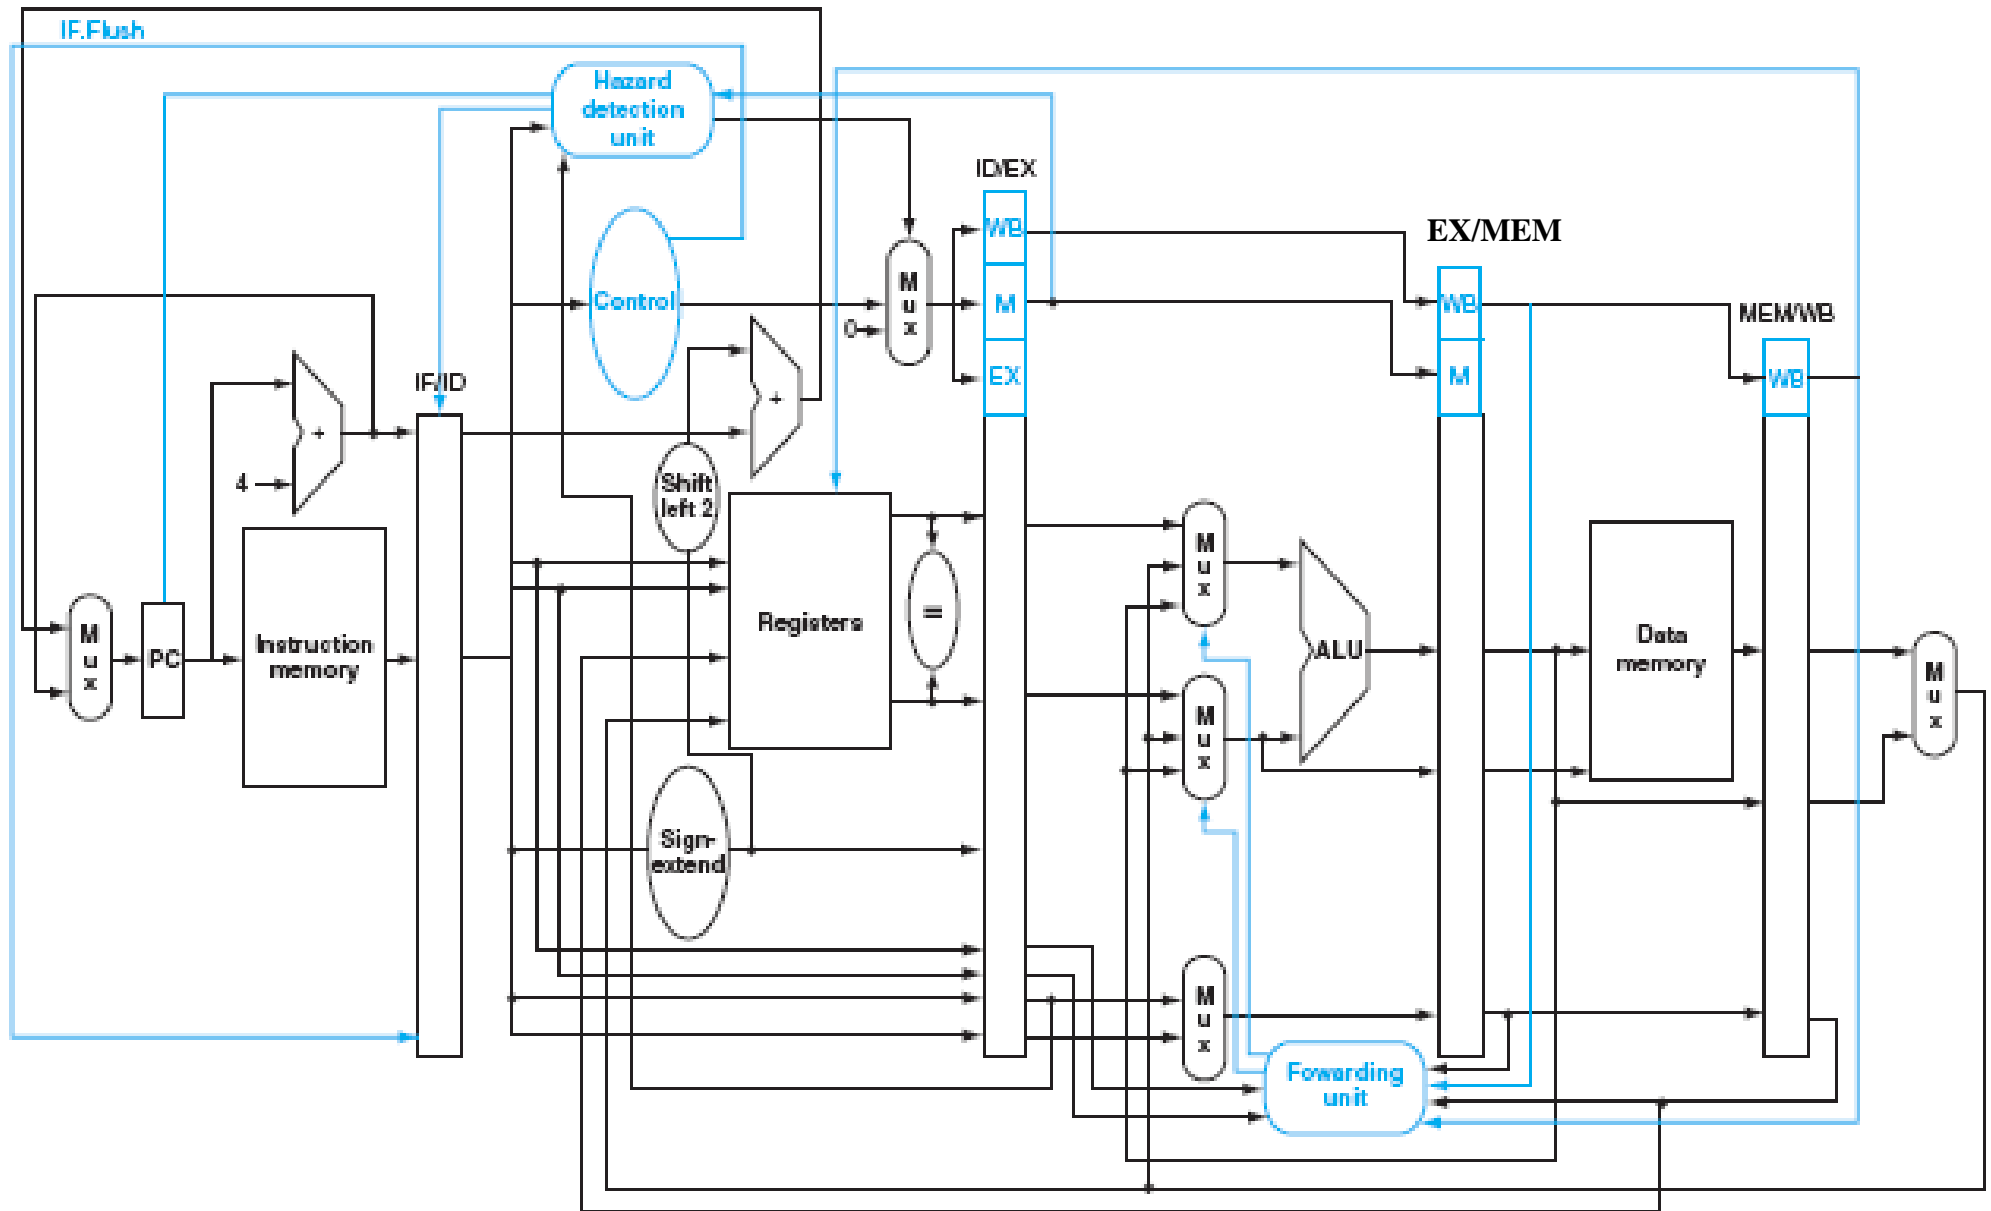 IF.Flush
Hazard
detection
unit
ID/EX
WB
EX/MEM
Control
M
u
x
M
WB
0
MEM/WB
EX
M
WB
IF/ID
+
+
4
Shift
left 2
Registers
=
M
u
x
ALU
Data
memory
M
u
x
PC
Instruction
memory
M
u
x
M
u
x
Sign-
extend
M
u
x
Fowarding
unit